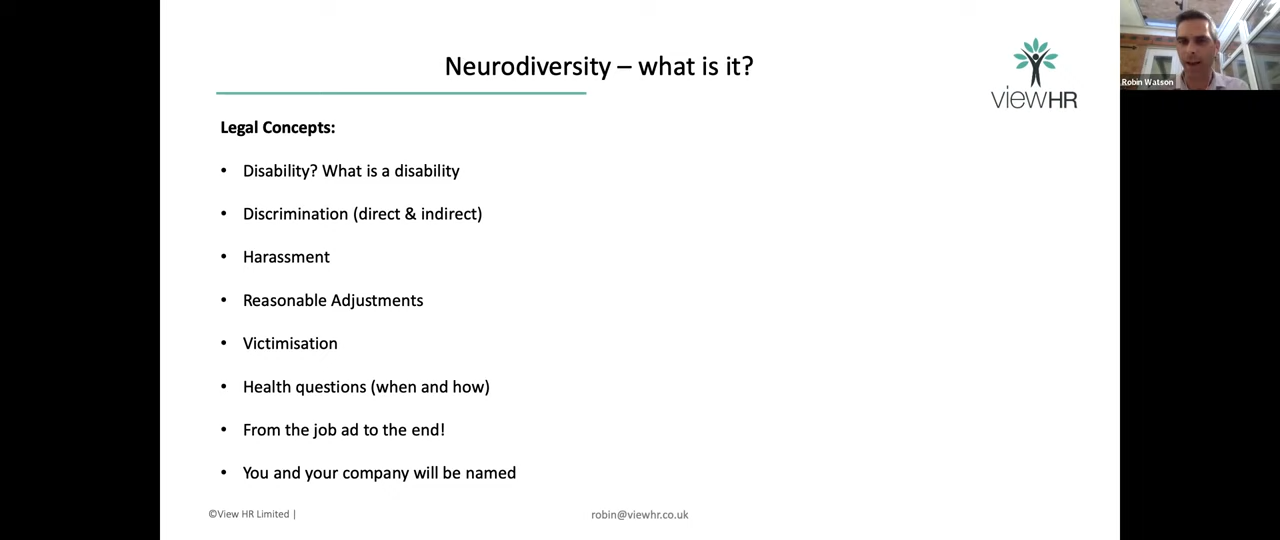 Neurodiversity – what is it?
viewHR
Robin Watson
Legal Concepts:
• Disability? What is a disability
• Discrimination (direct & indirect)
• Harassment
• Reasonable Adjustments
• Victimisation
• Health questions (when and how)
• From the job ad to the end!
• You and your company will be named
©View HR Limited |
robin@viewhr.co.uk